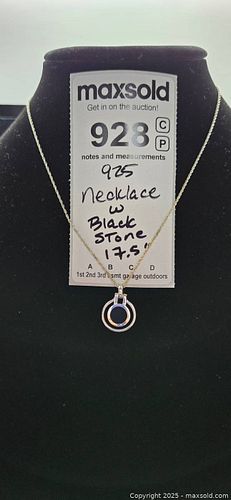 maxsold
Get in on the auction!
928 C
P
notes and measurements
925
Necklace
W
Black
Stone
17.5"
A B C D
1st 2nd 3rd bsmt garage outdoors
Copyright 2025 - maxsold.com